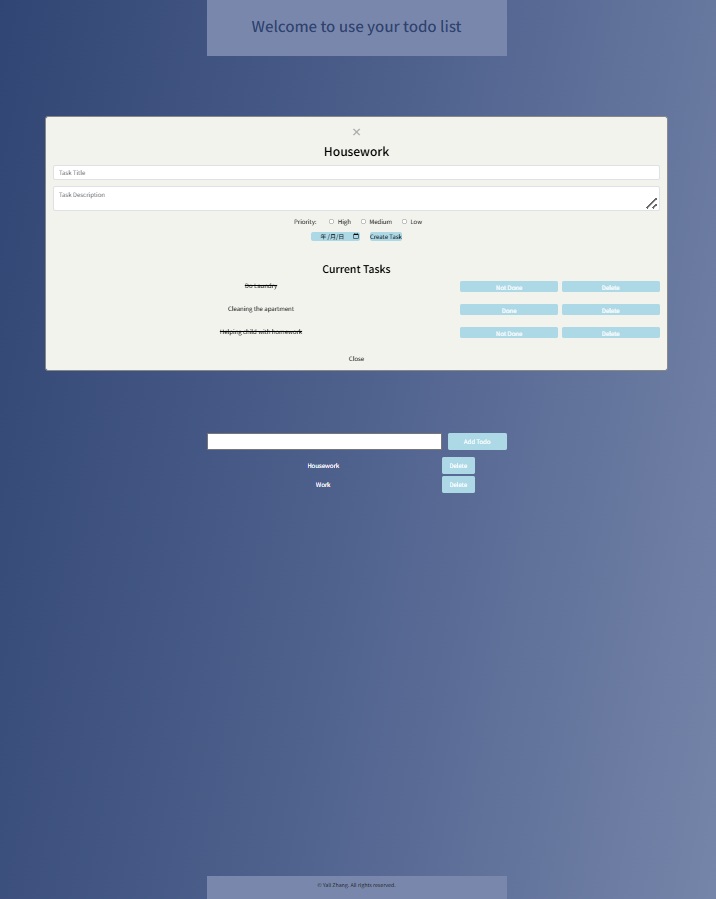 Welcome to use your todo list
×
Housework
Task Title
Task Description
Priority: High Medium Low
年 /月/日 Create Task
Current Tasks
Do Laundry Not Done Delete
Cleaning the apartment Done Delete
Helping child with homework Not Done Delete
Close
Add Todo
Housework Delete
Work Delete
© Yali Zhang. All rights reserved.